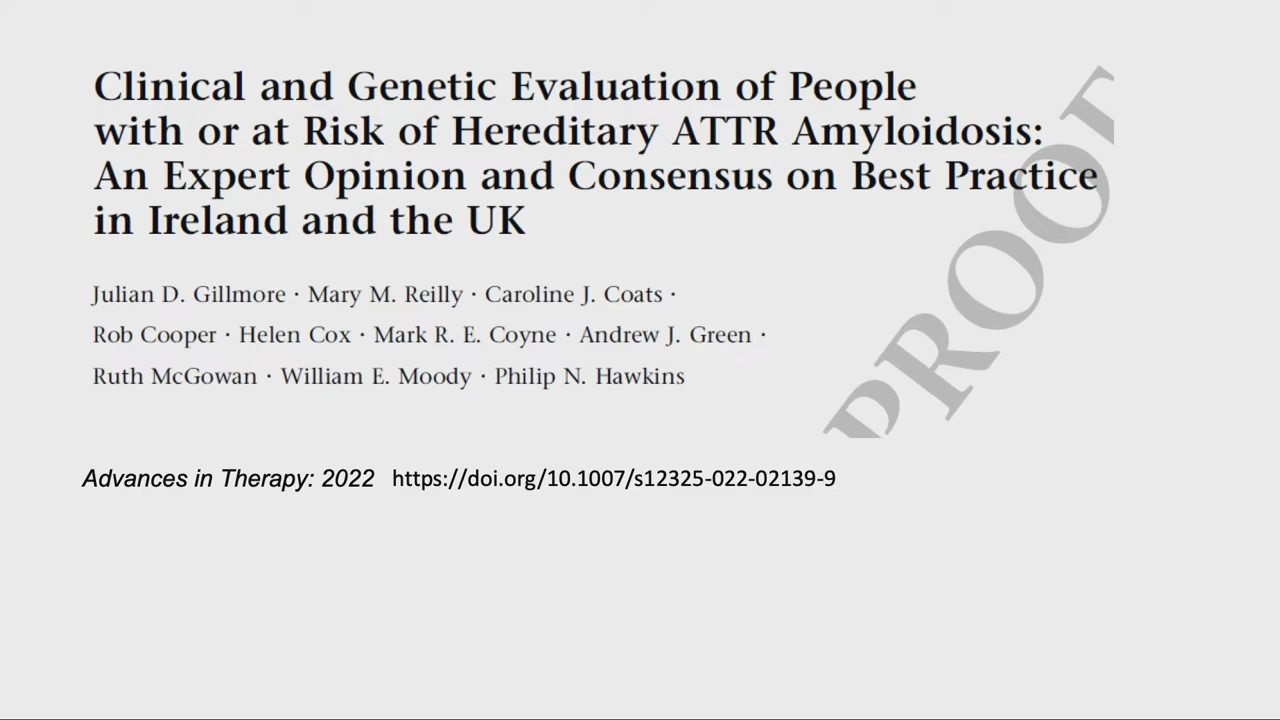 Clinical and Genetic Evaluation of People
with or at Risk of Hereditary ATTR Amyloidosis:
An Expert Opinion and Consensus on Best Practice
in Ireland and the UK
Julian D. Gillmore · Mary M. Reilly · Caroline J. Coats ·
Rob Cooper · Helen Cox · Mark R. E. Coyne · Andrew J. Green ·
Ruth McGowan · William E. Moody · Philip N. Hawkins
PROOF
Advances in Therapy: 2022 https://doi.org/10.1007/s12325-022-02139-9